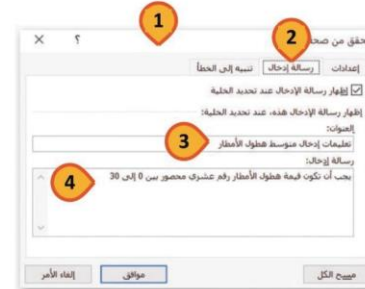 حقق من صحة
1
؟ ×
2
إعدادات رسالة إدخال تنبيه إلى الخطأ
إظهار رسالة الإدخال عند تحديد الخلية
إظهار رسالة الإدخال هذه، عند تحديد الخلية:
العنوان:
تعليمات إدخال متوسط هطول الأمطار
3
رسالة إدخال:
يجب أن تكون قيمة هطول الأمطار رقم عشري محصور بين 0 إلى 30
4
مسح الكل موافق إلغاء الأمر